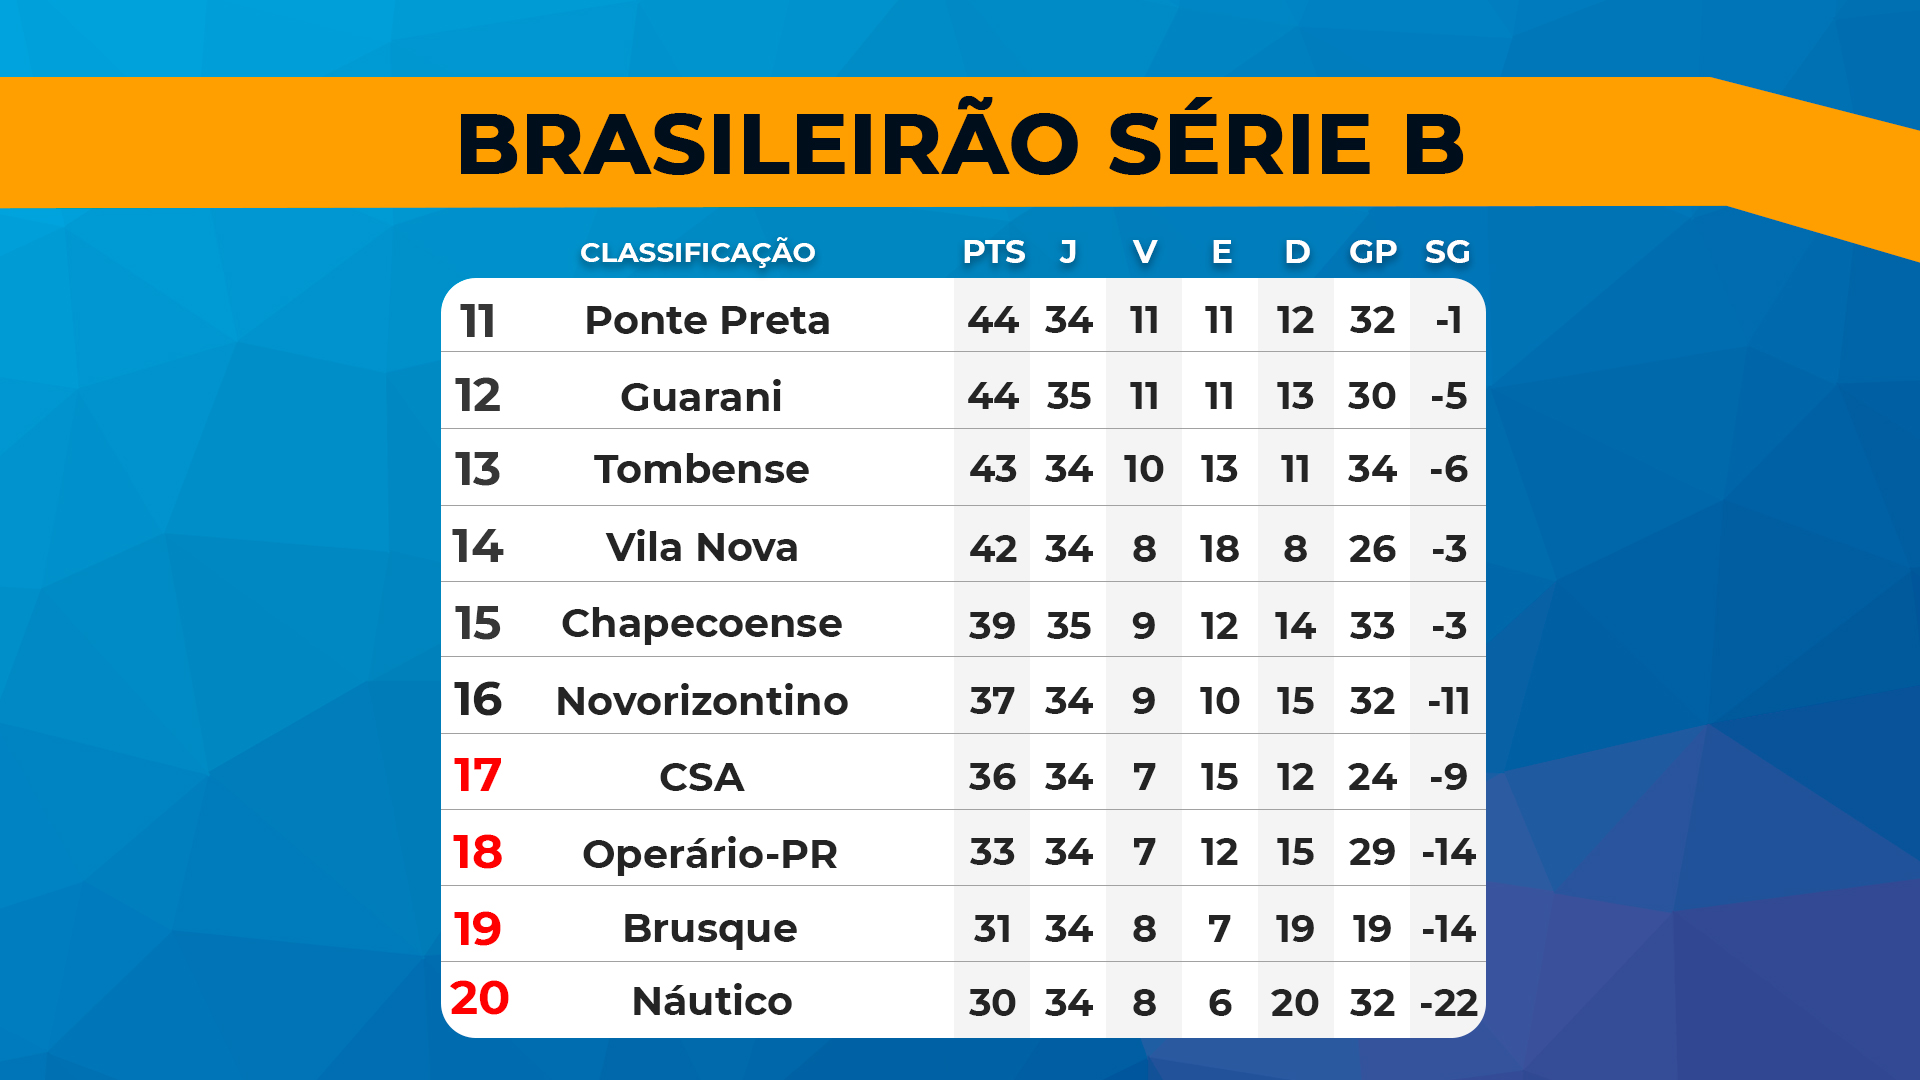 BRASILEIRÃO SÉRIE B
CLASSIFICAÇÃO PTS J V E D GP SG
11 Ponte Preta 44 34 11 11 12 32 -1
12 Guarani 44 35 11 11 13 30 -5
13 Tombense 43 34 10 13 11 34 -6
14 Vila Nova 42 34 8 18 8 26 -3
15 Chapecoense 39 35 9 12 14 33 -3
16 Novorizontino 37 34 9 10 15 32 -11
17 CSA 36 34 7 15 12 24 -9
18 Operário-PR 33 34 7 12 15 29 -14
19 Brusque 31 34 8 7 19 19 -14
20 Náutico 30 34 8 6 20 32 -22